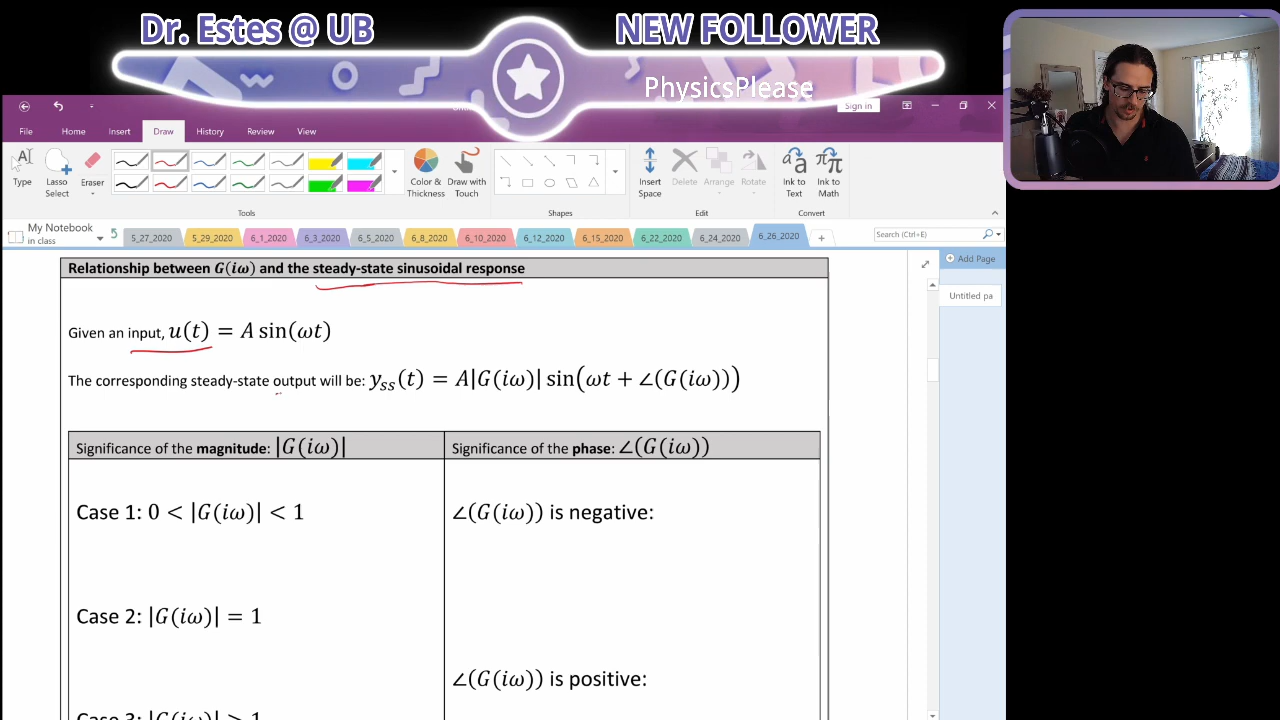 Dr. Estes @ UB
NEW FOLLOWER
PhysicsPlease
Sign in
File Home Insert Draw History Review View
Type
Lasso Select
Eraser
Color & Thickness
Draw with Touch
Insert Space
Delete
Arrange
Rotate
Ink to Text
Ink to Math
Tools
Shapes
Edit
Convert
My Notebook
in class
5_27_2020 5_29_2020 6_1_2020 6_3_2020 6_5_2020 6_8_2020 6_10_2020 6_12_2020 6_15_2020 6_22_2020 6_24_2020 6_26_2020
Search (Ctrl+E)
Add Page
Untitled pa
Relationship between G(iω) and the steady-state sinusoidal response
Given an input, u(t) = A sin(ωt)
The corresponding steady-state output will be: y_ss(t) = A|G(iω)| sin(ωt + ∠(G(iω)))
Significance of the magnitude: |G(iω)|
Significance of the phase: ∠(G(iω))
Case 1: 0 < |G(iω)| < 1
∠(G(iω)) is negative:
Case 2: |G(iω)| = 1
∠(G(iω)) is positive:
Case 3: |G(iω)| > 1